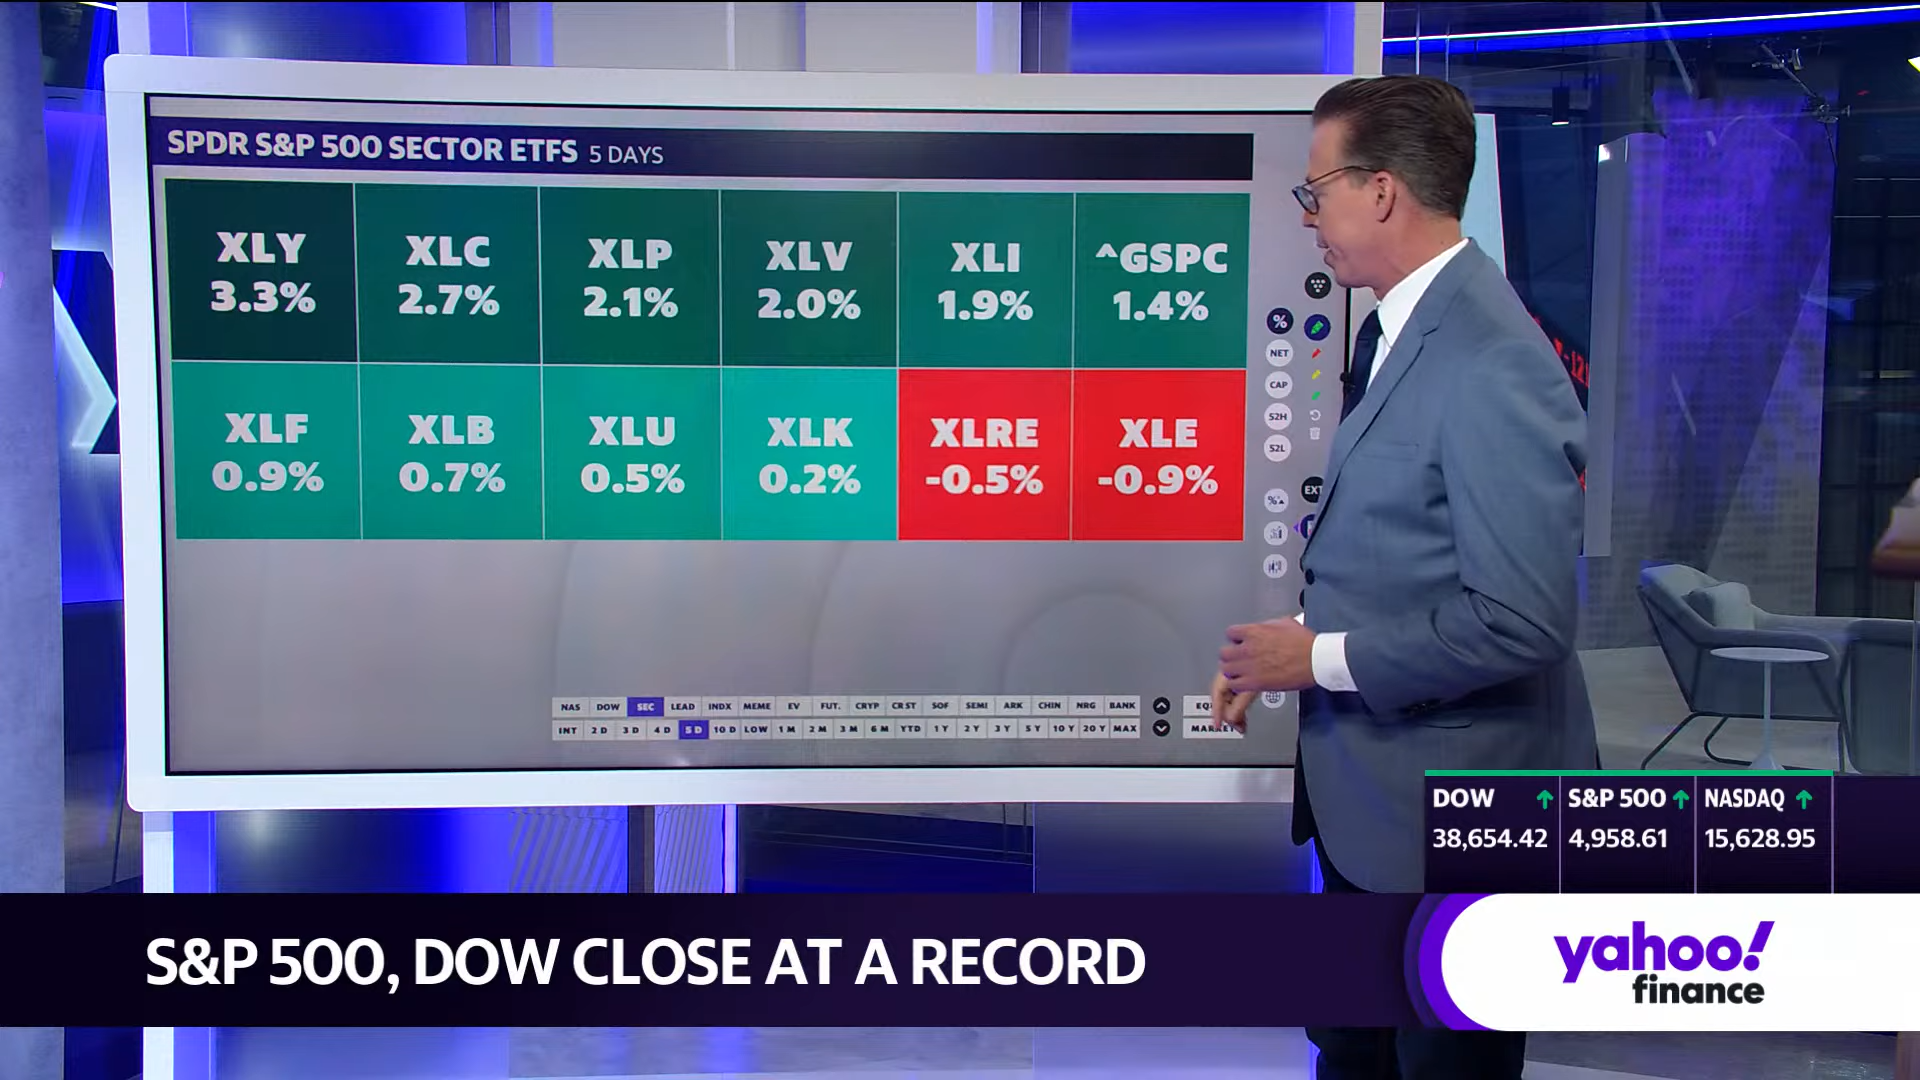 SPDR S&P 500 SECTOR ETFS 5 DAYS
XLY XLC XLP XLV XLI ^GSPC
3.3% 2.7% 2.1% 2.0% 1.9% 1.4%
XLF XLB XLU XLK XLRE XLE
0.9% 0.7% 0.5% 0.2% -0.5% -0.9%
%
NET
CAP
52H
52L
%
EXT
NAS DOW SEC LEAD INDX MEME EV FUT. CRYP CRST SOF SEMI ARK CHIN NRG BANK
INT 2 D 3 D 4 D 5 D 10 D LOW 1 M 2 M 3 M 6 M YTD 1 Y 2 Y 3 Y 5 Y 10 Y 20 Y MAX
MARKET
DOW S&P 500 NASDAQ
38,654.42 4,958.61 15,628.95
S&P 500, DOW CLOSE AT A RECORD
yahoo!
finance